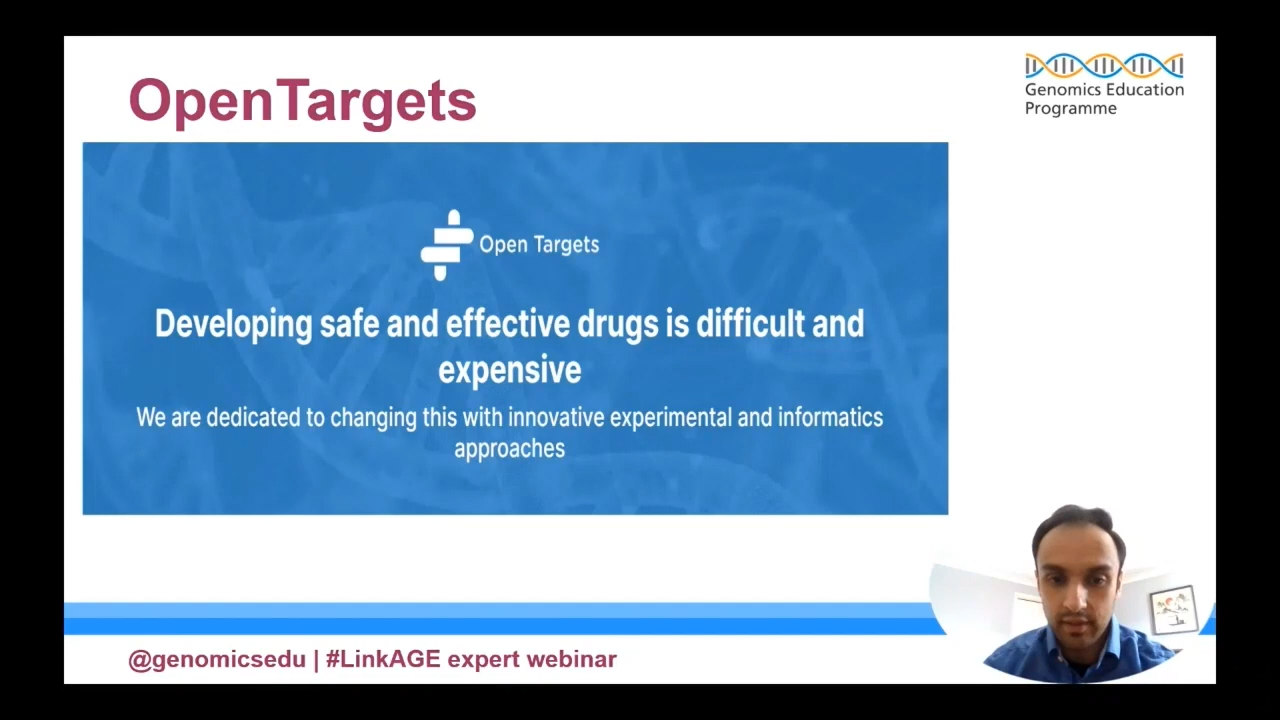 OpenTargets
Genomics Education
Programme
Open Targets
Developing safe and effective drugs is difficult and
expensive
We are dedicated to changing this with innovative experimental and informatics
approaches
@genomicsedu | #LinkAGE expert webinar